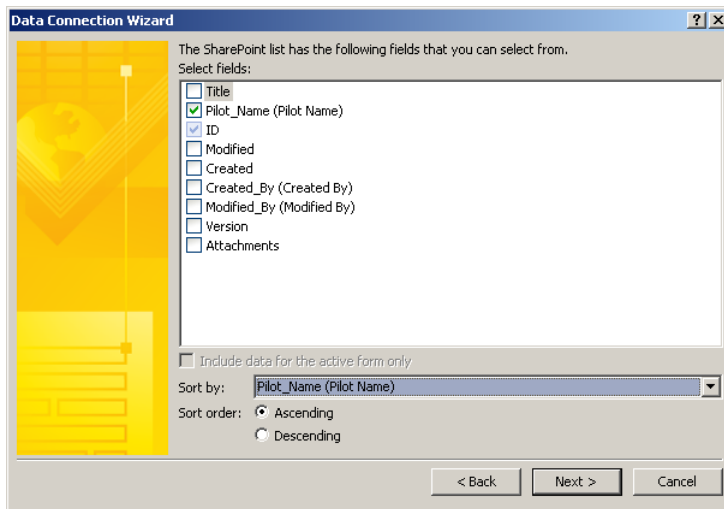 Data Connection Wizard
The SharePoint list has the following fields that you can select from.
Select fields:
Title
Pilot_Name (Pilot Name)
ID
Modified
Created
Created_By (Created By)
Modified_By (Modified By)
Version
Attachments
Include data for the active form only
Sort by: Pilot_Name (Pilot Name)
Sort order: Ascending
Descending
< Back Next > Cancel